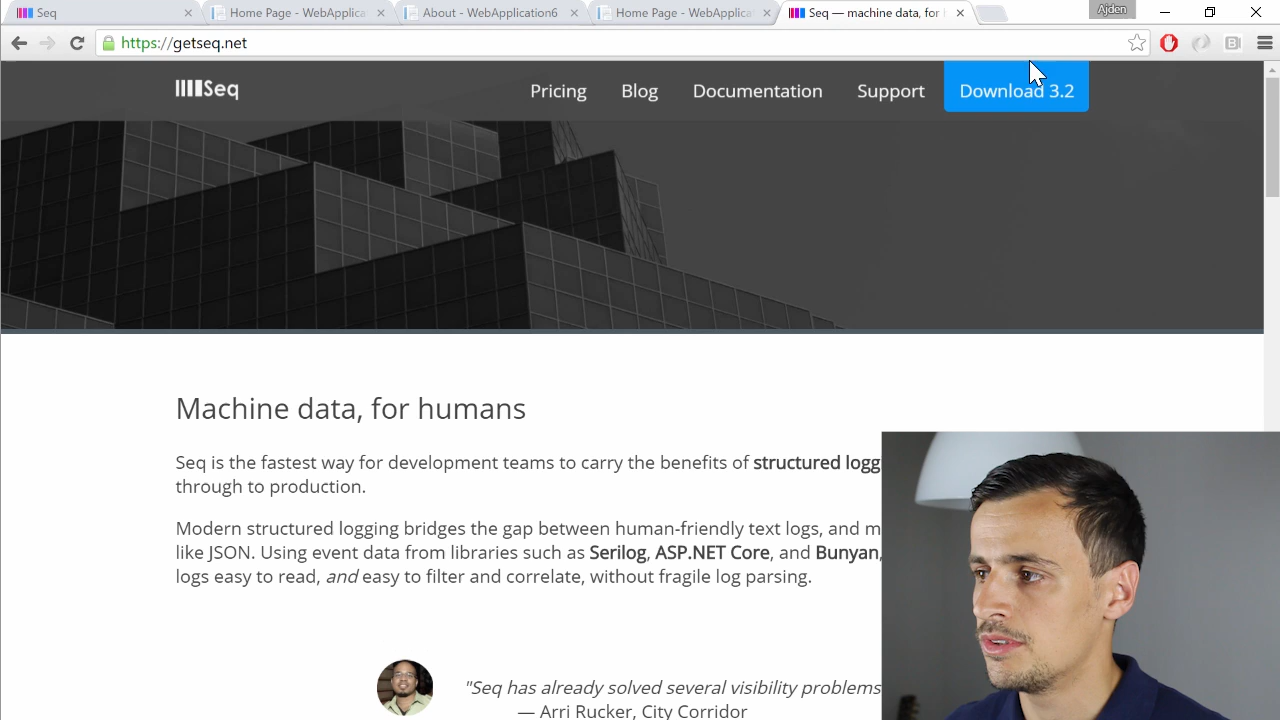 Seq
Home Page - WebApplica
About - WebApplication6
Home Page - WebApplica
Seq — machine data, for
Ajden
https://getseq.net
Seq
Pricing
Blog
Documentation
Support
Download 3.2
Machine data, for humans
Seq is the fastest way for development teams to carry the benefits of structured logg
through to production.
Modern structured logging bridges the gap between human-friendly text logs, and m
like JSON. Using event data from libraries such as Serilog, ASP.NET Core, and Bunyan,
logs easy to read, and easy to filter and correlate, without fragile log parsing.
"Seq has already solved several visibility problems
— Arri Rucker, City Corridor